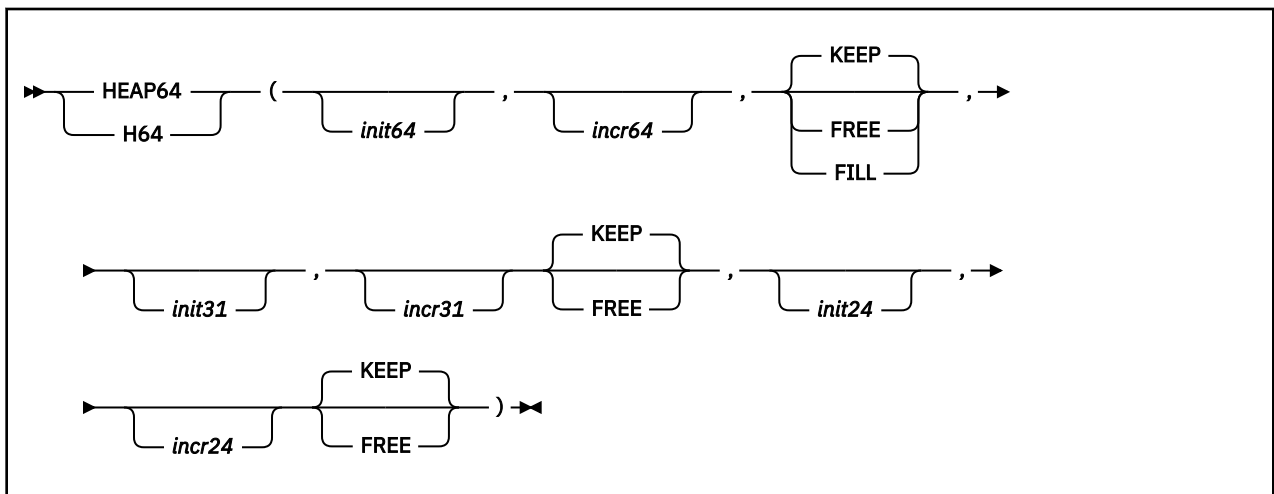 KEEP
HEAP64 ( , , ,
init64 incr64 FREE
H64
FILL
KEEP
, , ,
init31 incr31 FREE init24
KEEP
)
incr24 FREE